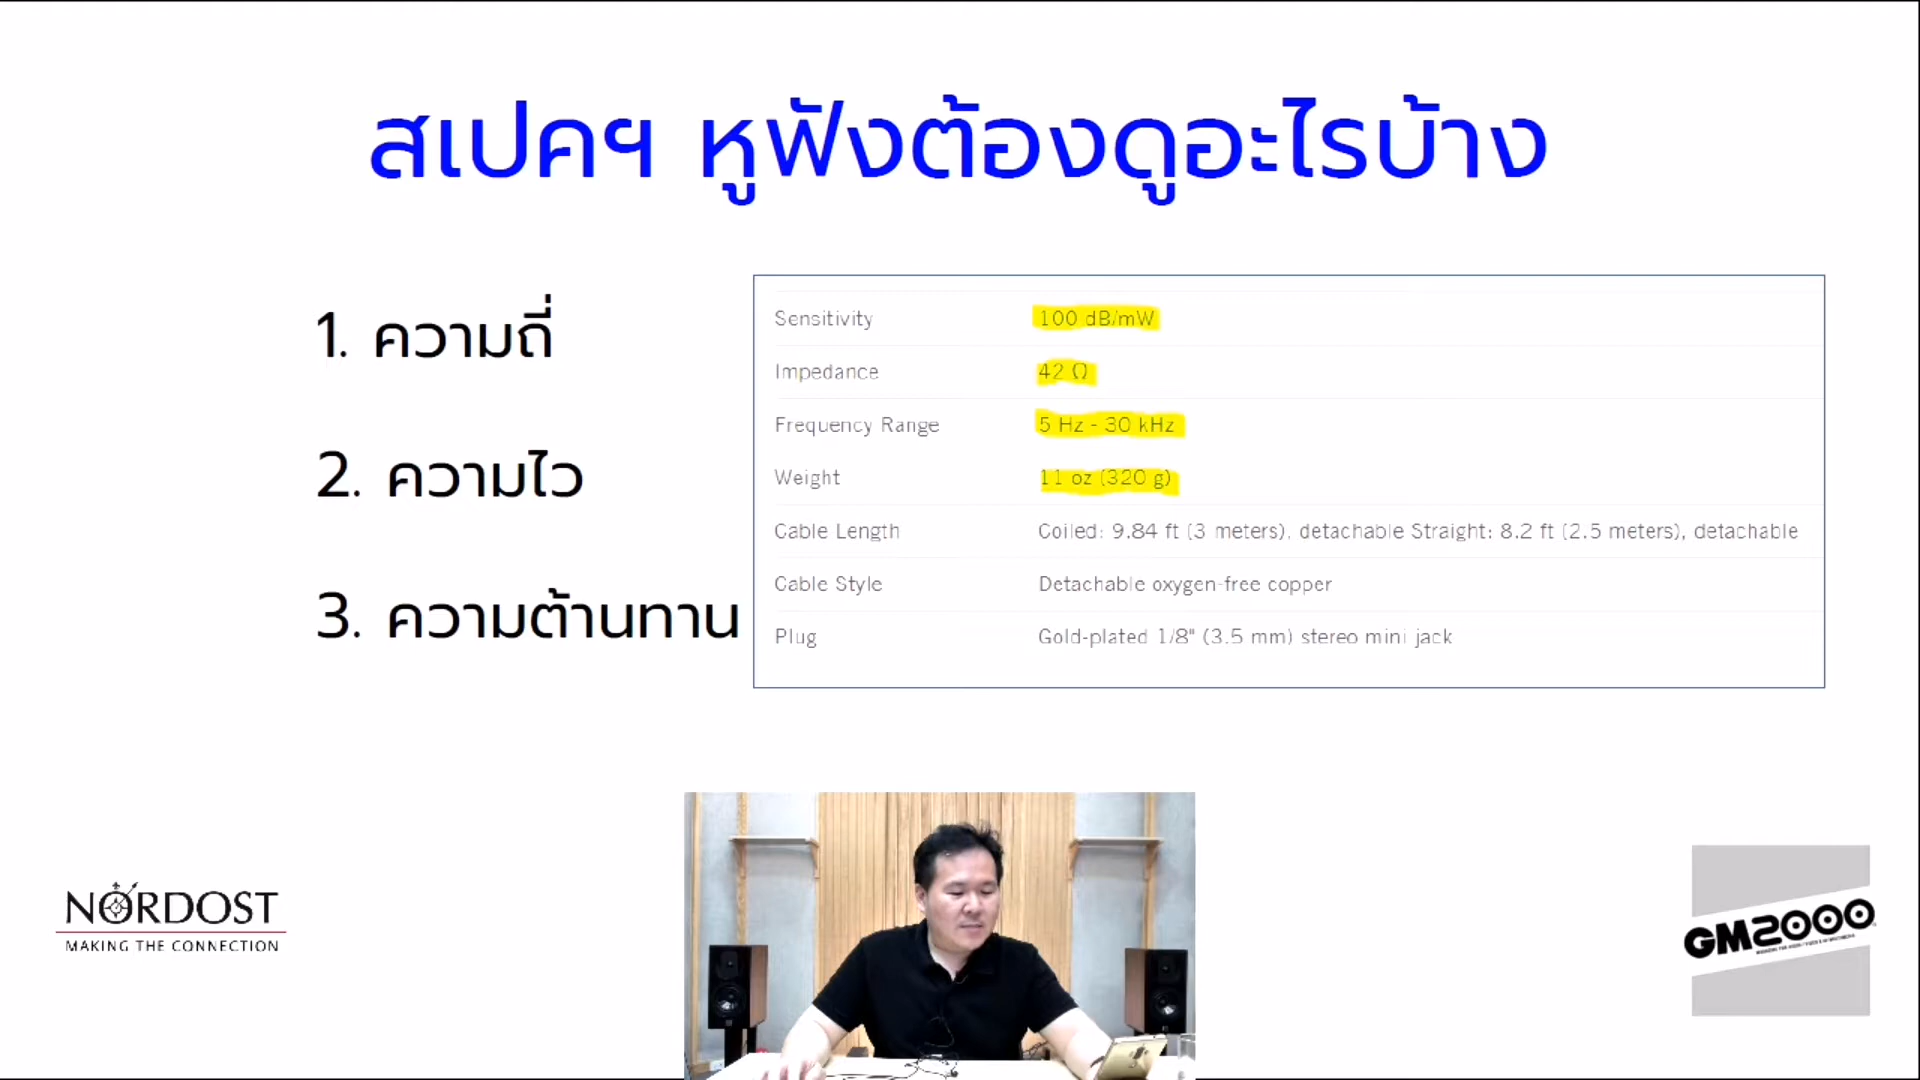 สเปคฯ หูฟังต้องดูอะไรบ้าง
1. ความถี่
2. ความไว
3. ความต้านทาน
Sensitivity 100 dB/mW
Impedance 42 Ω
Frequency Range 5 Hz - 30 kHz
Weight 11 oz (320 g)
Cable Length Coiled: 9.84 ft (3 meters), detachable Straight: 8.2 ft (2.5 meters), detachable
Cable Style Detachable oxygen-free copper
Plug Gold-plated 1/8" (3.5 mm) stereo mini jack
NORDOST
MAKING THE CONNECTION
GM2000